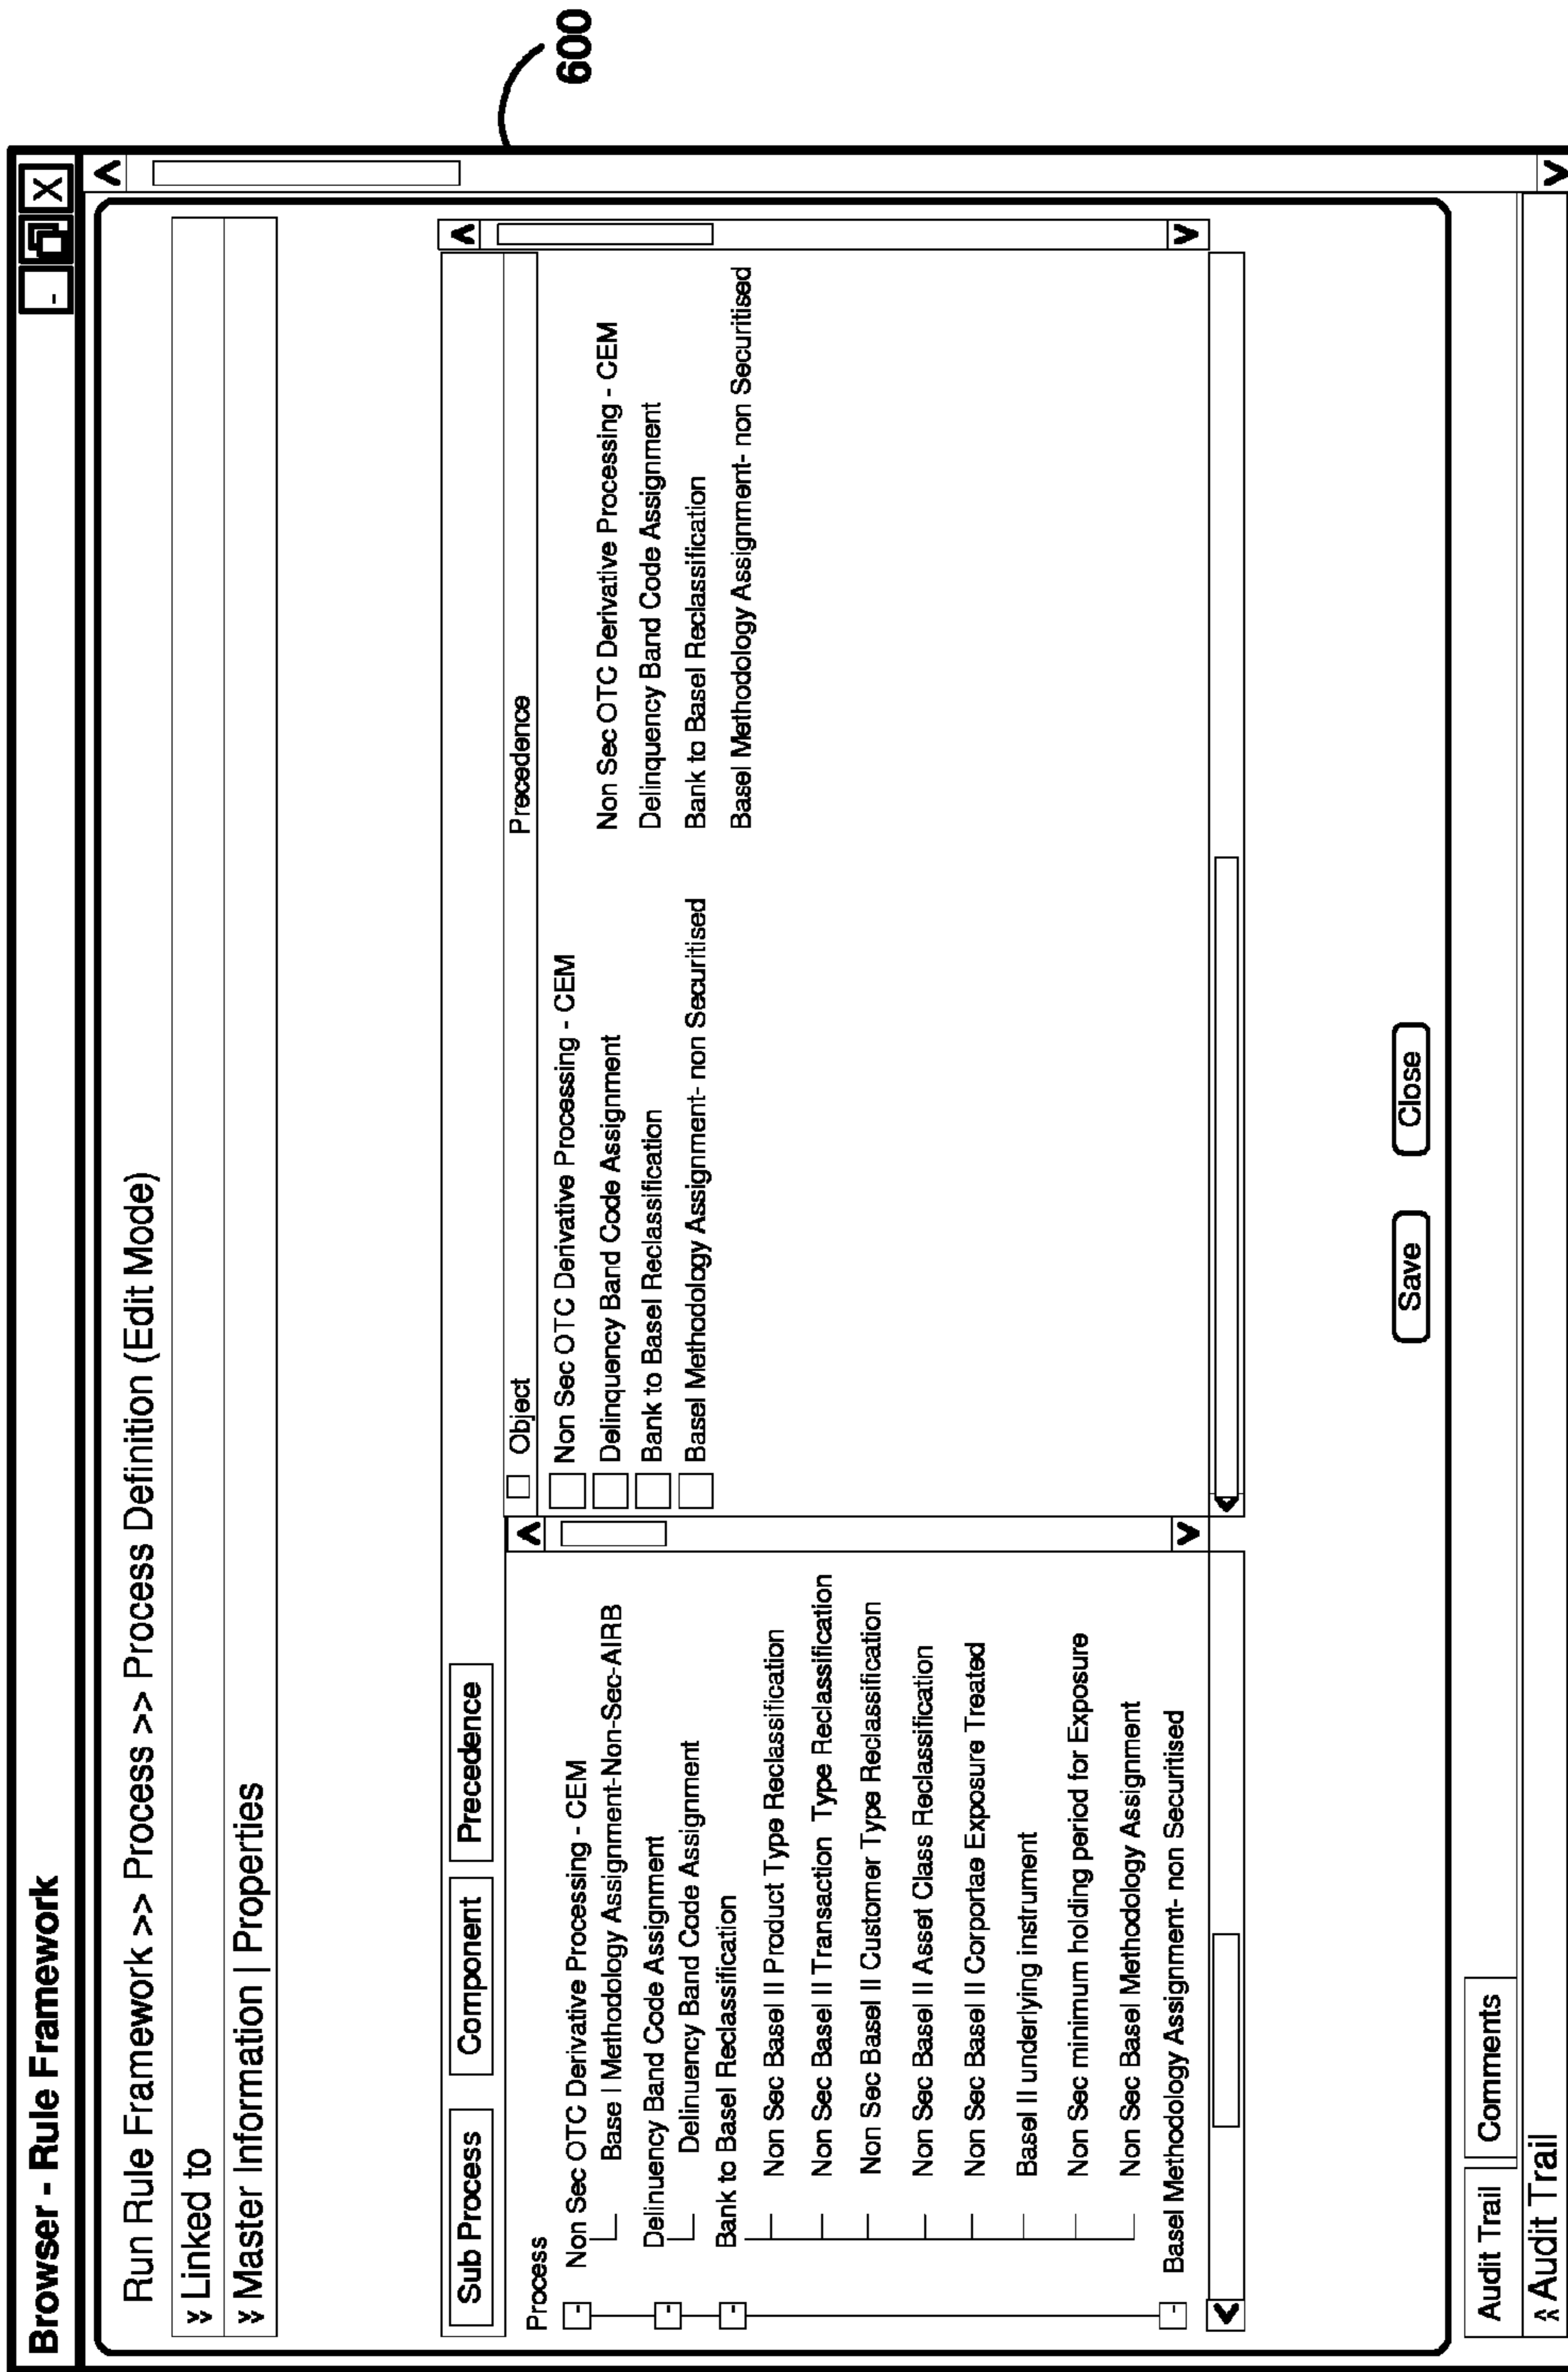 Browser - Rule Framework
-
X
Run Rule Framework >> Process >> Process Definition (Edit Mode)
Linked to
Master Information | Properties
Sub Process
Component
Precedence
Process
Non Sec OTC Derivative Processing - CEM
Base I Methodology Assignment-Non-Sec-AIRB
Delinuency Band Code Assignment
Delinuency Band Code Assignment
Bank to Basel Reclassification
Non Sec Basel II Product Type Reclassification
Non Sec Basel II Transaction Type Reclassification
Non Sec Basel II Customer Type Reclassification
Non Sec Basel II Asset Class Reclassification
Non Sec Basel II Corportae Exposure Treated
Basel II underlying instrument
Non Sec minimum holding period for Exposure
Non Sec Basel Methodology Assignment
Basel Methodology Assignment- non Securitised
Object
Precedence
Non Sec OTC Derivative Processing - CEM
Delinquency Band Code Assignment
Bank to Basel Reclassification
Basel Methodology Assignment- non Securitised
Non Sec OTC Derivative Processing - CEM
Delinquency Band Code Assignment
Bank to Basel Reclassification
Basel Methodology Assignment- non Securitised
Save
Close
Audit Trail
Comments
Audit Trail
600